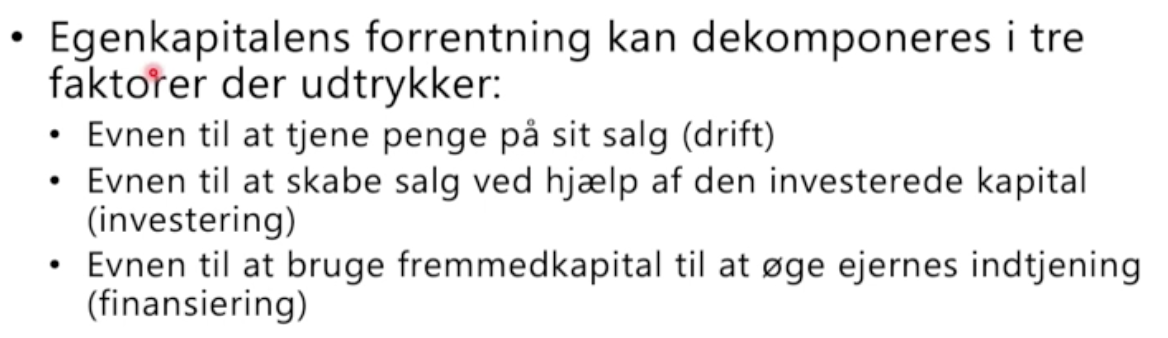 • Egenkapitalens forrentning kan dekomponeres i tre
faktorer der udtrykker:
• Evnen til at tjene penge på sit salg (drift)
• Evnen til at skabe salg ved hjælp af den investerede kapital
(investering)
• Evnen til at bruge fremmedkapital til at øge ejernes indtjening
(finansiering)